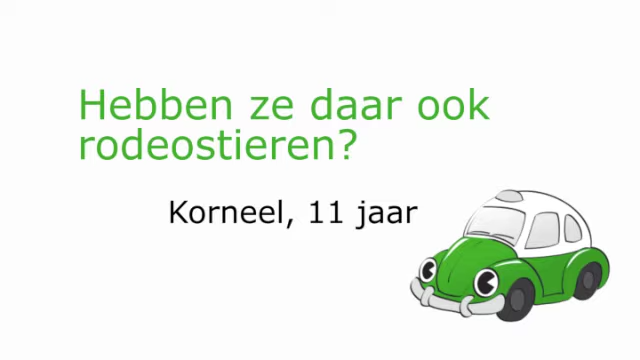 Hebben ze daar ook
rodeostieren?
Korneel, 11 jaar